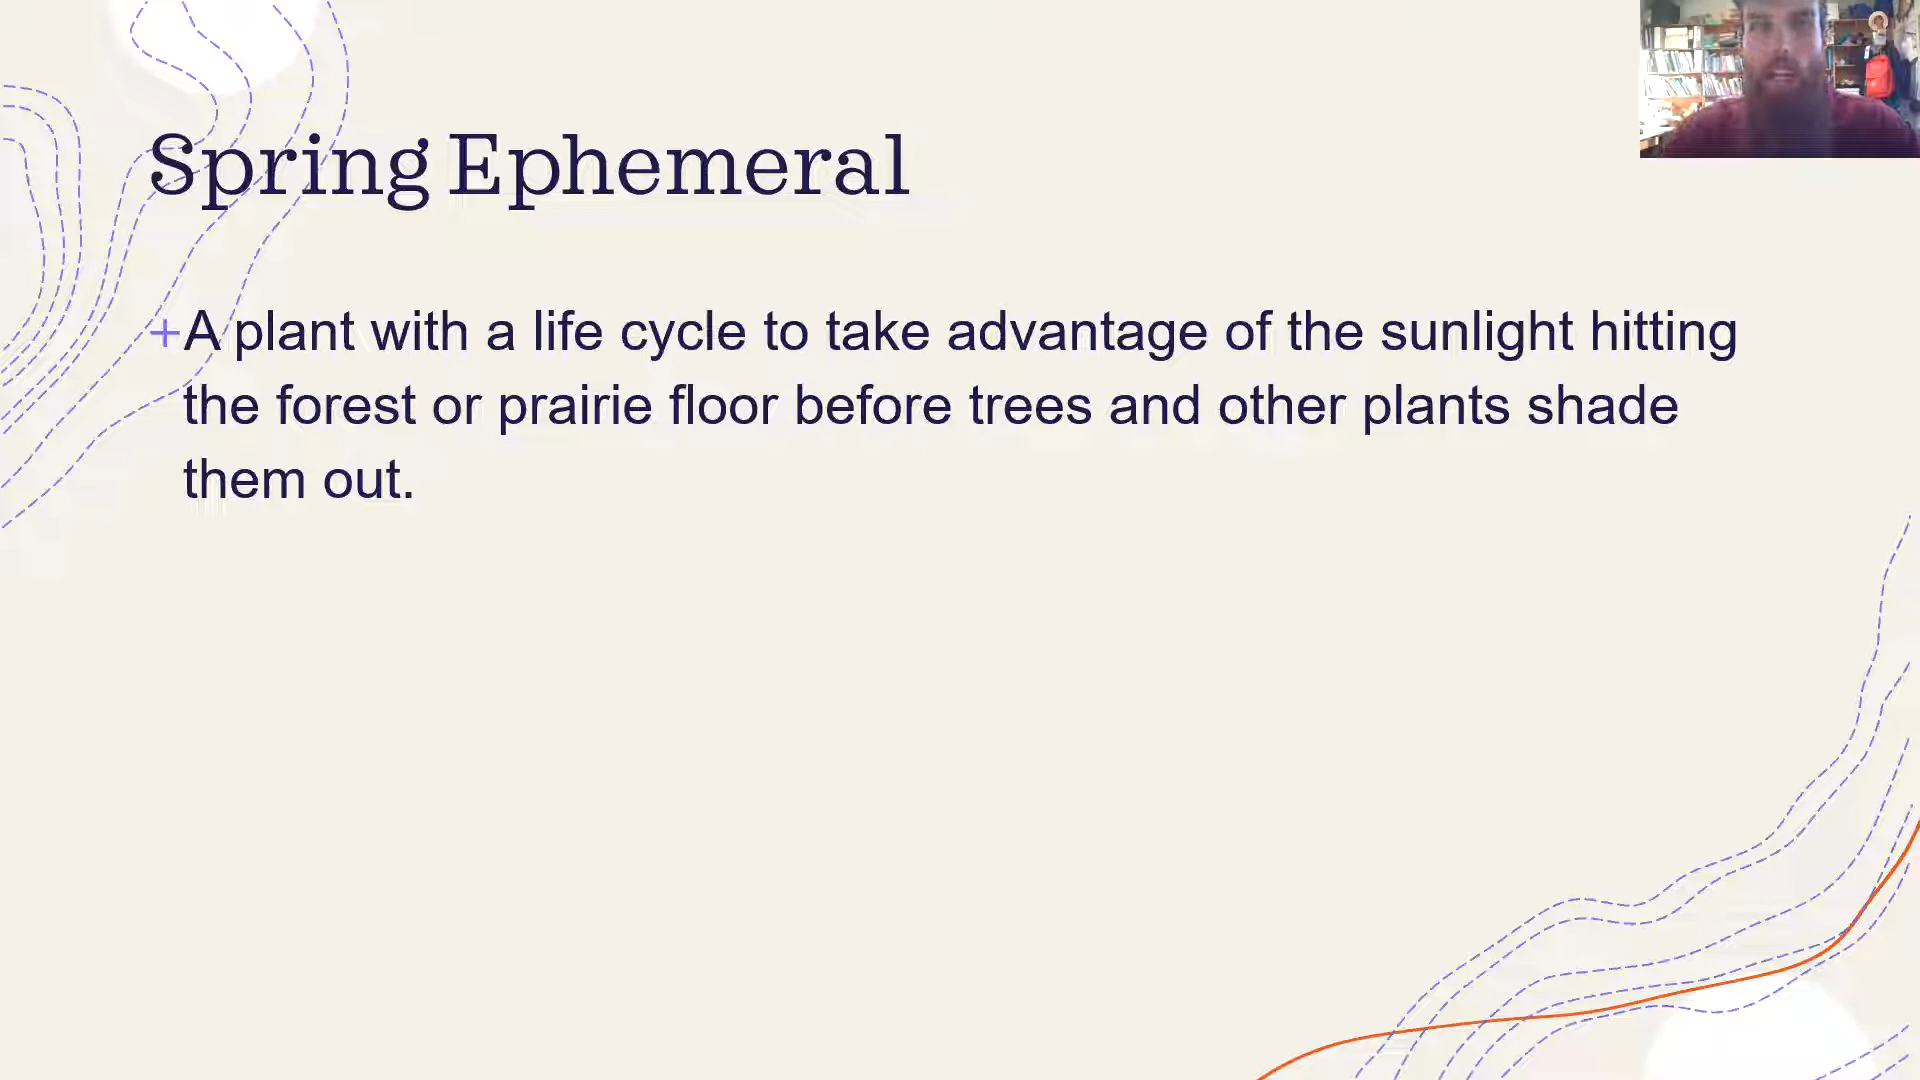 Spring Ephemeral
+A plant with a life cycle to take advantage of the sunlight hitting
the forest or prairie floor before trees and other plants shade
them out.